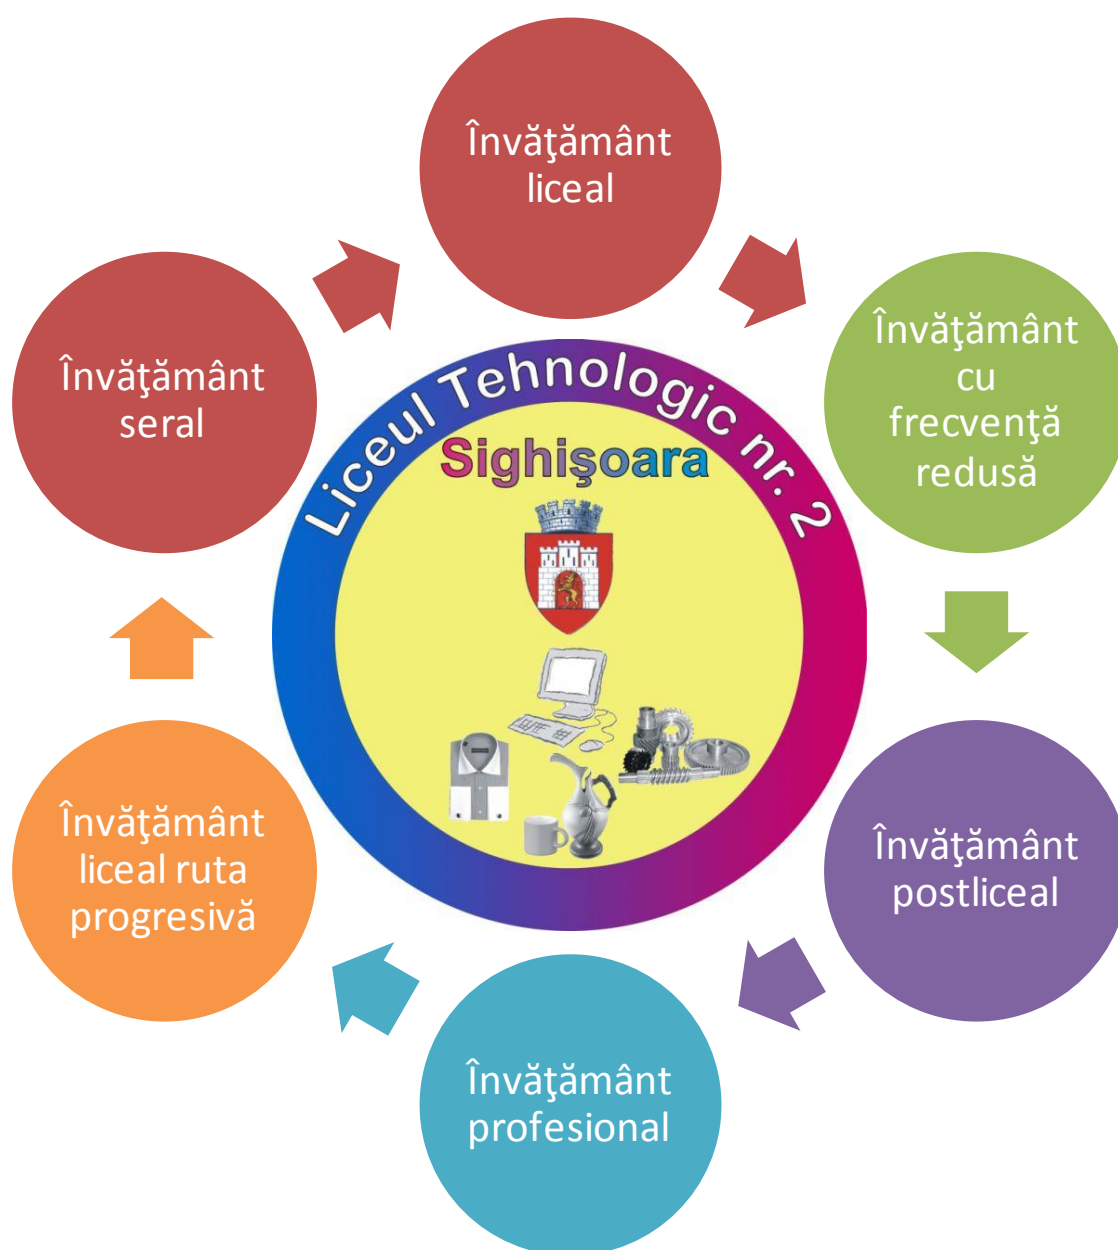 Învăţământ
liceal
Învăţământ
cu
frecvenţă
redusă
Învăţământ
postliceal
Învăţământ
profesional
Învăţământ
liceal ruta
progresivă
Învăţământ
seral
Liceul Tehnologic nr. 2
Sighişoara